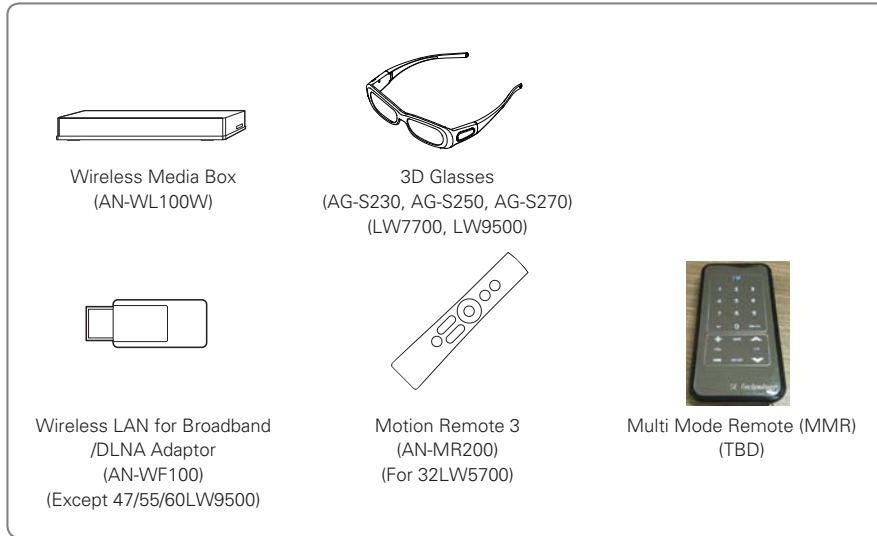 Wireless Media Box
(AN-WL100W)
3D Glasses
(AG-S230, AG-S250, AG-S270)
(LW7700, LW9500)
Wireless LAN for Broadband
/DLNA Adaptor
(AN-WF100)
(Except 47/55/60LW9500)
Motion Remote 3
(AN-MR200)
(For 32LW5700)
Multi Mode Remote (MMR)
(TBD)